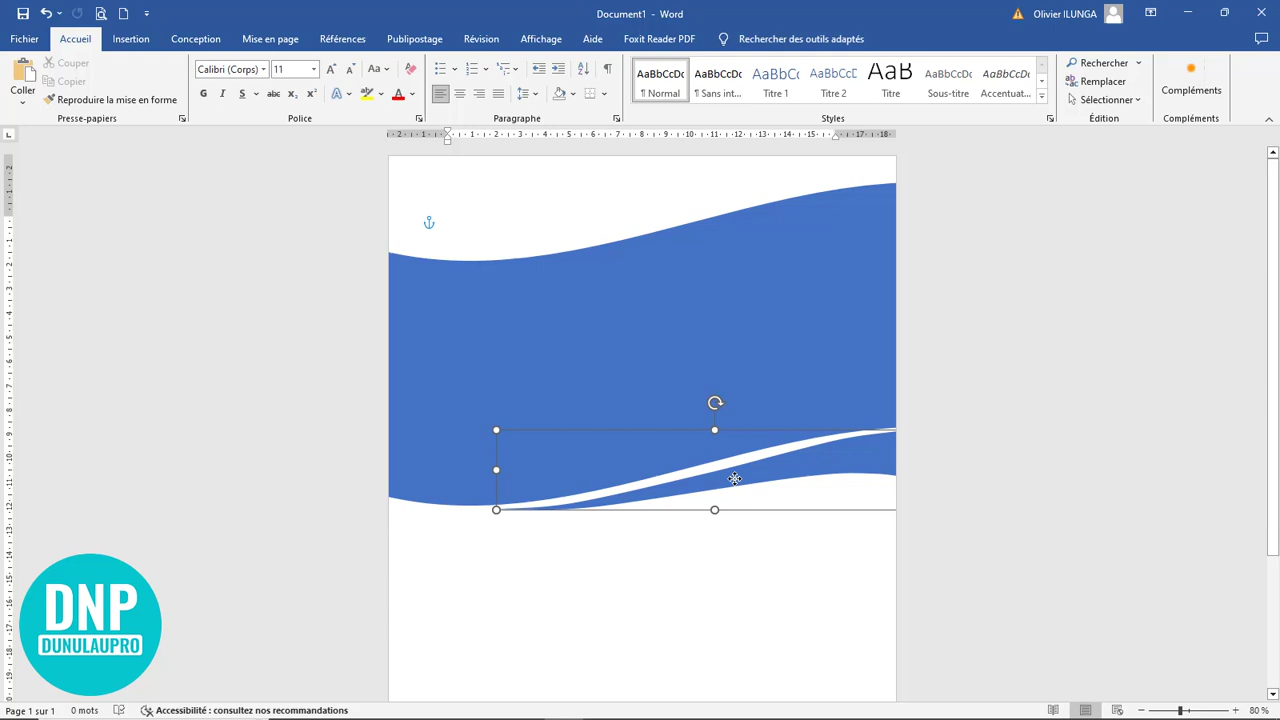 Document1 - Word
Olivier ILUNGA
Fichier Accueil Insertion Conception Mise en page Références Publipostage Révision Affichage Aide Foxit Reader PDF Rechercher des outils adaptés
Coller
Couper
Copier
Reproduire la mise en forme
Presse-papiers
Calibri (Corps) 11
Police
Paragraphe
AaBbCcDc AaBbCcDc AaBbCc AaBbCcD AaB AaBbCcD AaBbCcDc
¶ Normal ¶ Sans int... Titre 1 Titre 2 Titre Sous-titre Accentuat...
Styles
Rechercher
Remplacer
Sélectionner
Édition
Compléments
Compléments
DNP
DUNULAUPRO
Page 1 sur 1 0 mots Accessibilité : consultez nos recommandations 80 %